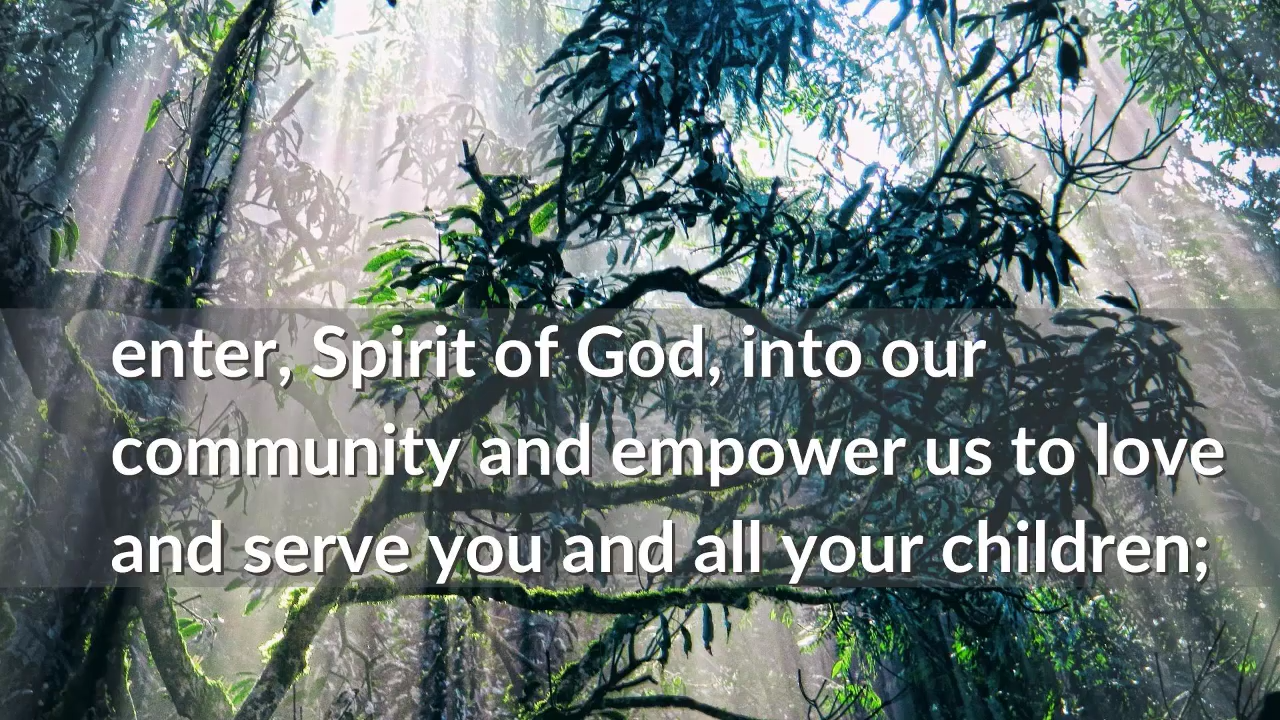 enter, Spirit of God, into our
community and empower us to love
and serve you and all your children;